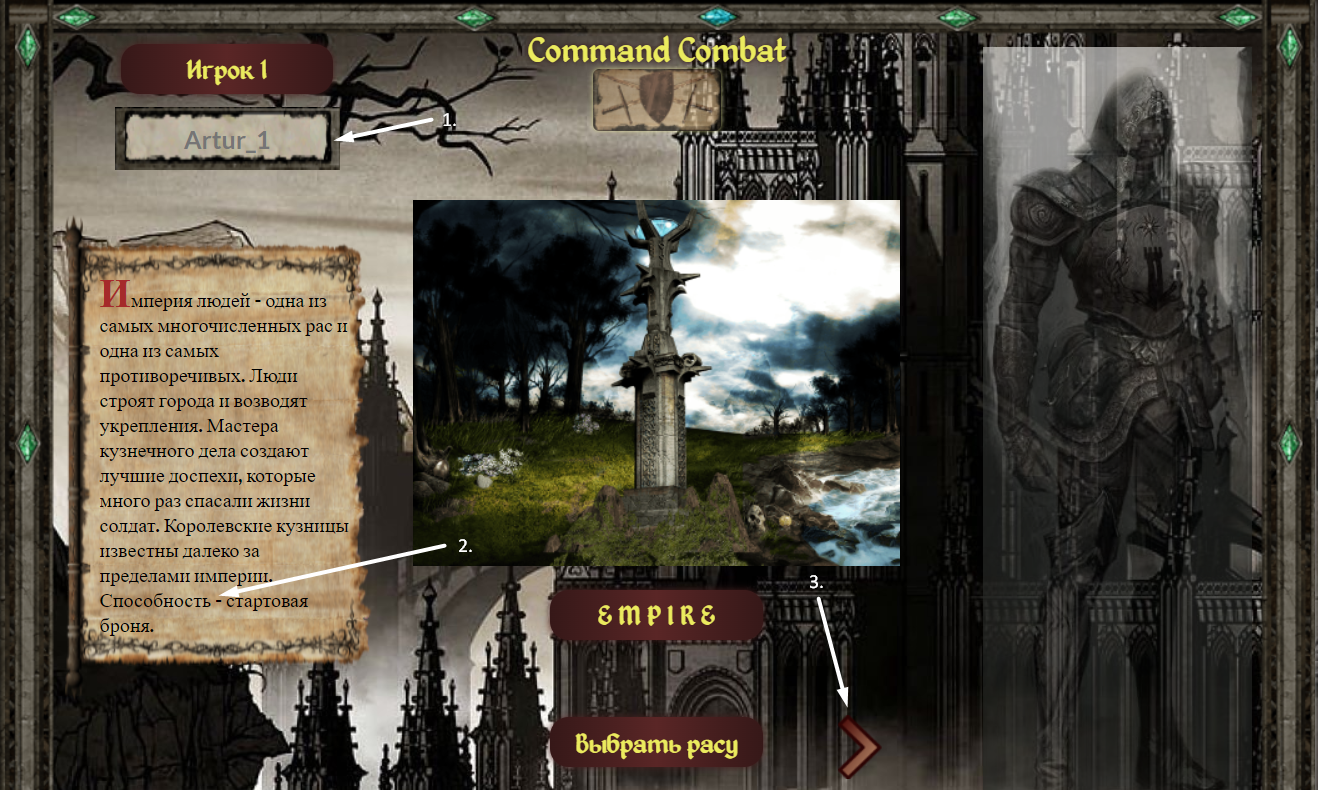 Command Combat
Игрок 1
Artur_1
1.
Империя людей - одна из
самых многочисленных рас и
одна из самых
противоречивых. Люди
строят города и возводят
укрепления. Мастера
кузнечного дела создают
лучшие доспехи, которые
много раз спасали жизни
солдат. Королевские кузницы
известны далеко за
пределами империи.
Способность - стартовая
броня.
2.
3.
EMPIRE
Выбрать расу